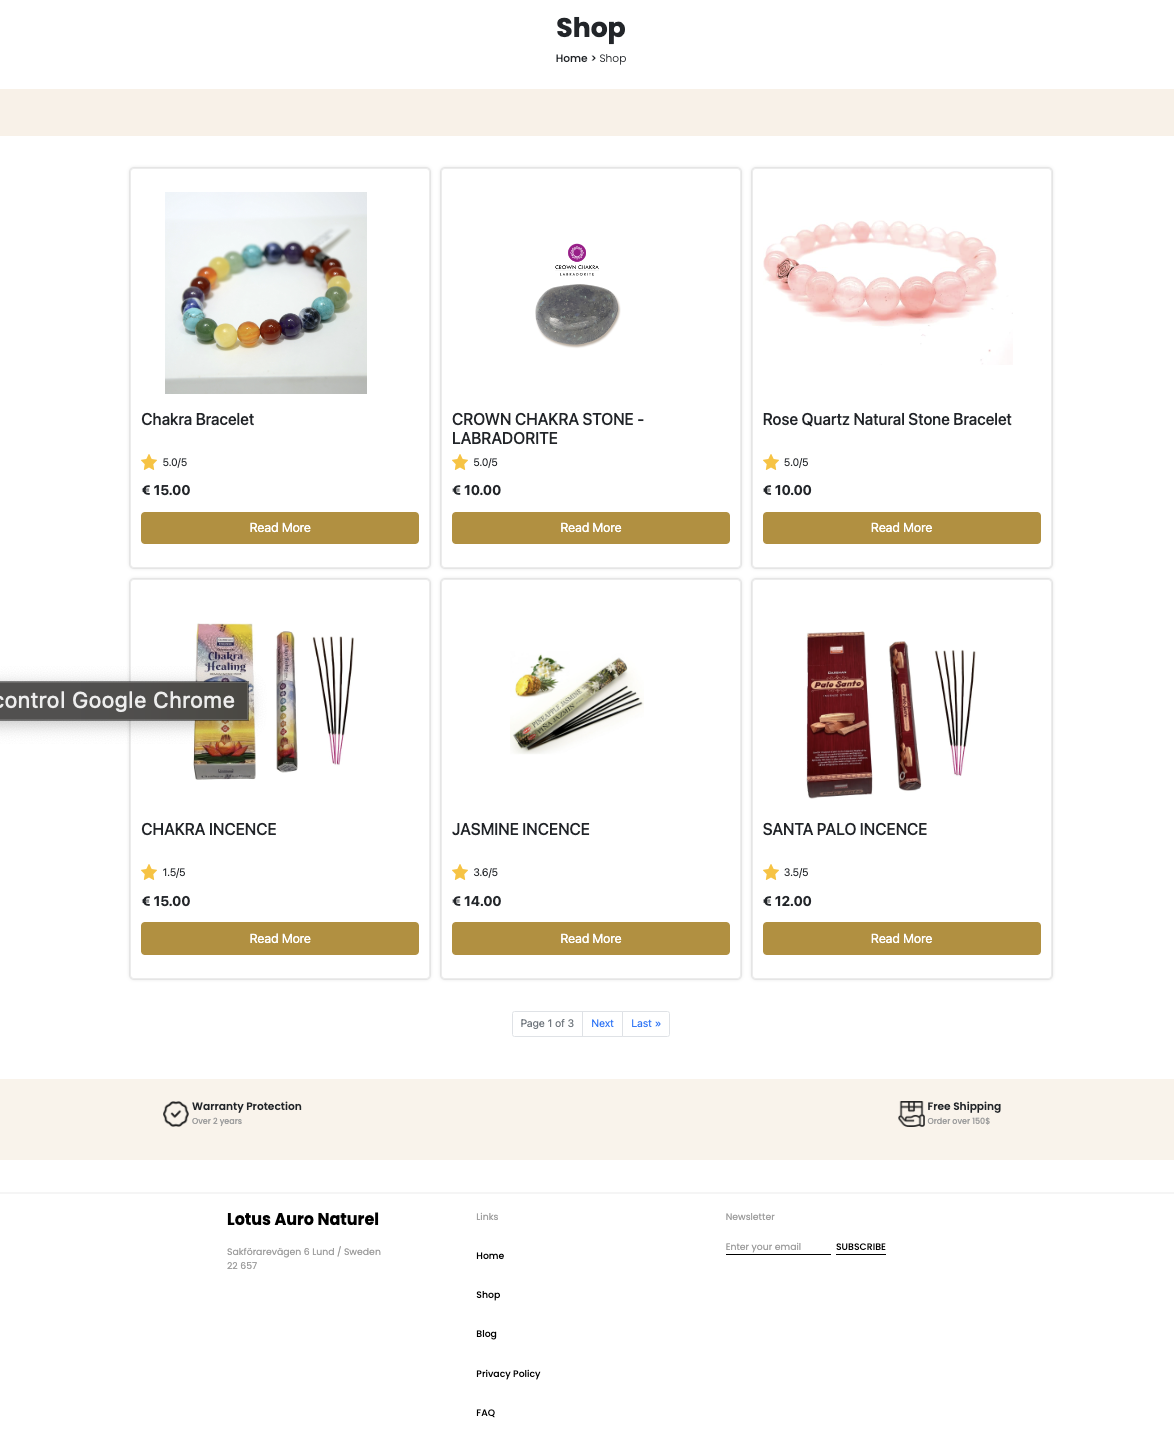 Shop
Home > Shop
CROWN CHAKRA
LABRADORITE
Chakra Bracelet
CROWN CHAKRA STONE -
LABRADORITE
Rose Quartz Natural Stone Bracelet
5.0/5
5.0/5
5.0/5
€ 15.00
€ 10.00
€ 10.00
Read More
Read More
Read More
Chakra
Healing
PINEAPPLE JASMINE
PIÑA JAZMIN
Palo Santo
control Google Chrome
CHAKRA INCENCE
JASMINE INCENCE
SANTA PALO INCENCE
1.5/5
3.6/5
3.5/5
€ 15.00
€ 14.00
€ 12.00
Read More
Read More
Read More
Page 1 of 3
Next
Last »
Warranty Protection
Over 2 years
Free Shipping
Order over 150$
Lotus Auro Naturel
Sakförarevägen 6 Lund / Sweden
22 657
Links
Home
Shop
Blog
Privacy Policy
FAQ
Newsletter
Enter your email
SUBSCRIBE